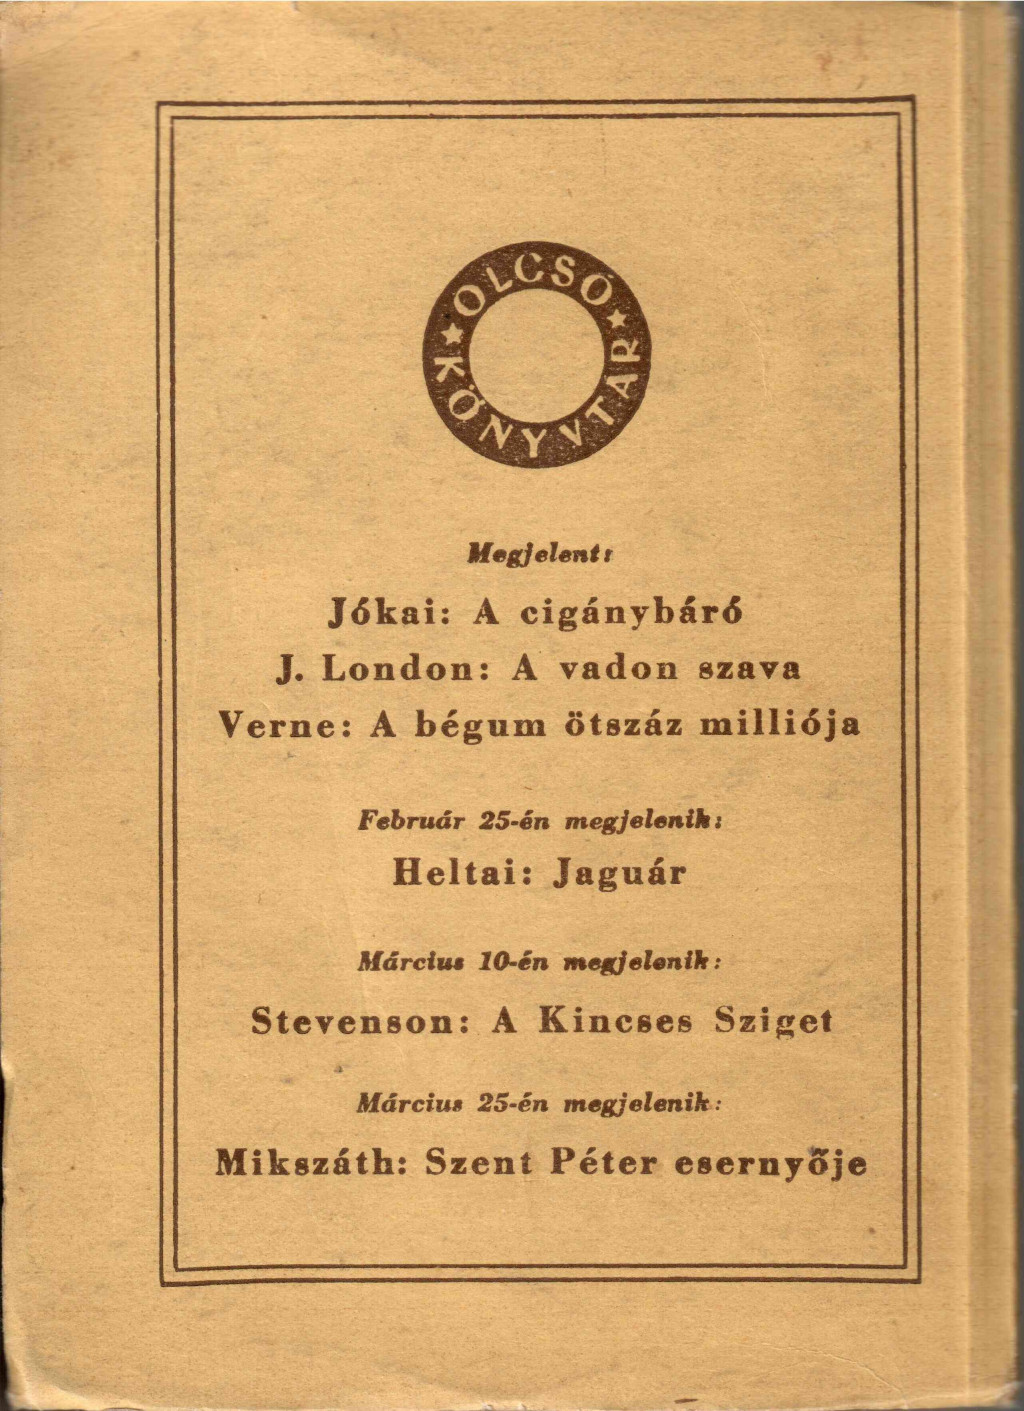 OLCSÓ
KÖNYVTÁR
Megjelent:
Jókai: A cigánybáró
J. London: A vadon szava
Verne: A bégum ötszáz milliója
Február 25-én megjelenik:
Heltai: Jaguár
Március 10-én megjelenik:
Stevenson: A Kincses Sziget
Március 25-én megjelenik:
Mikszáth: Szent Péter esernyője